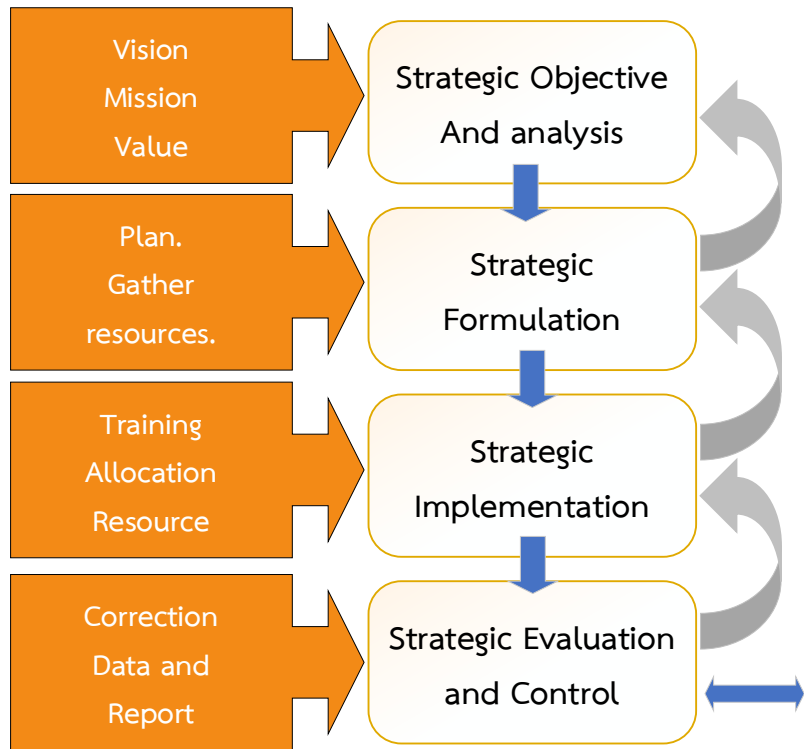 Vision
Mission
Value
Strategic Objective
And analysis
Plan.
Gather
resources.
Strategic
Formulation
Training
Allocation
Resource
Strategic
Implementation
Correction
Data and
Report
Strategic Evaluation
and Control